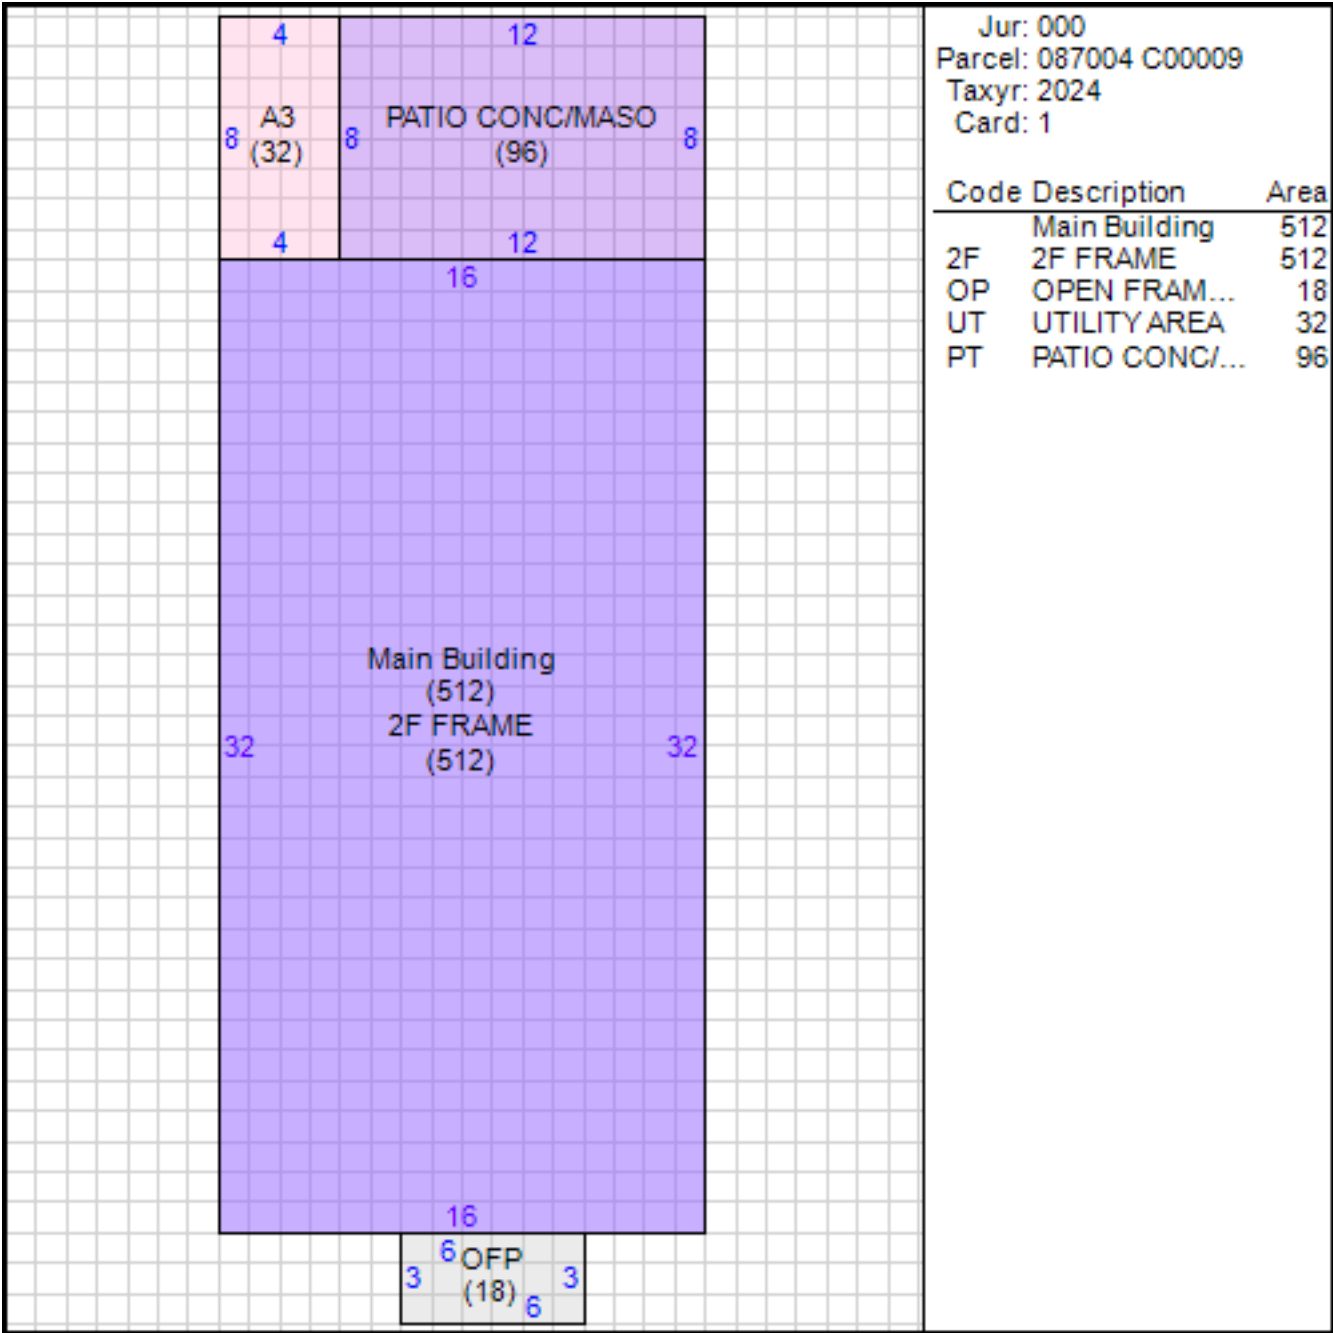 4
12
A3
(32)
8
8
PATIO CONC/MASO
(96)
8
4
12
16
Main Building
(512)
2F FRAME
(512)
32
32
16
6
OFP
(18)
3
3
6
Jur: 000
Parcel: 087004 C00009
Taxyr: 2024
Card: 1
Code Description Area
Main Building 512
2F 2F FRAME 512
OP OPEN FRAM... 18
UT UTILITY AREA 32
PT PATIO CONC/... 96